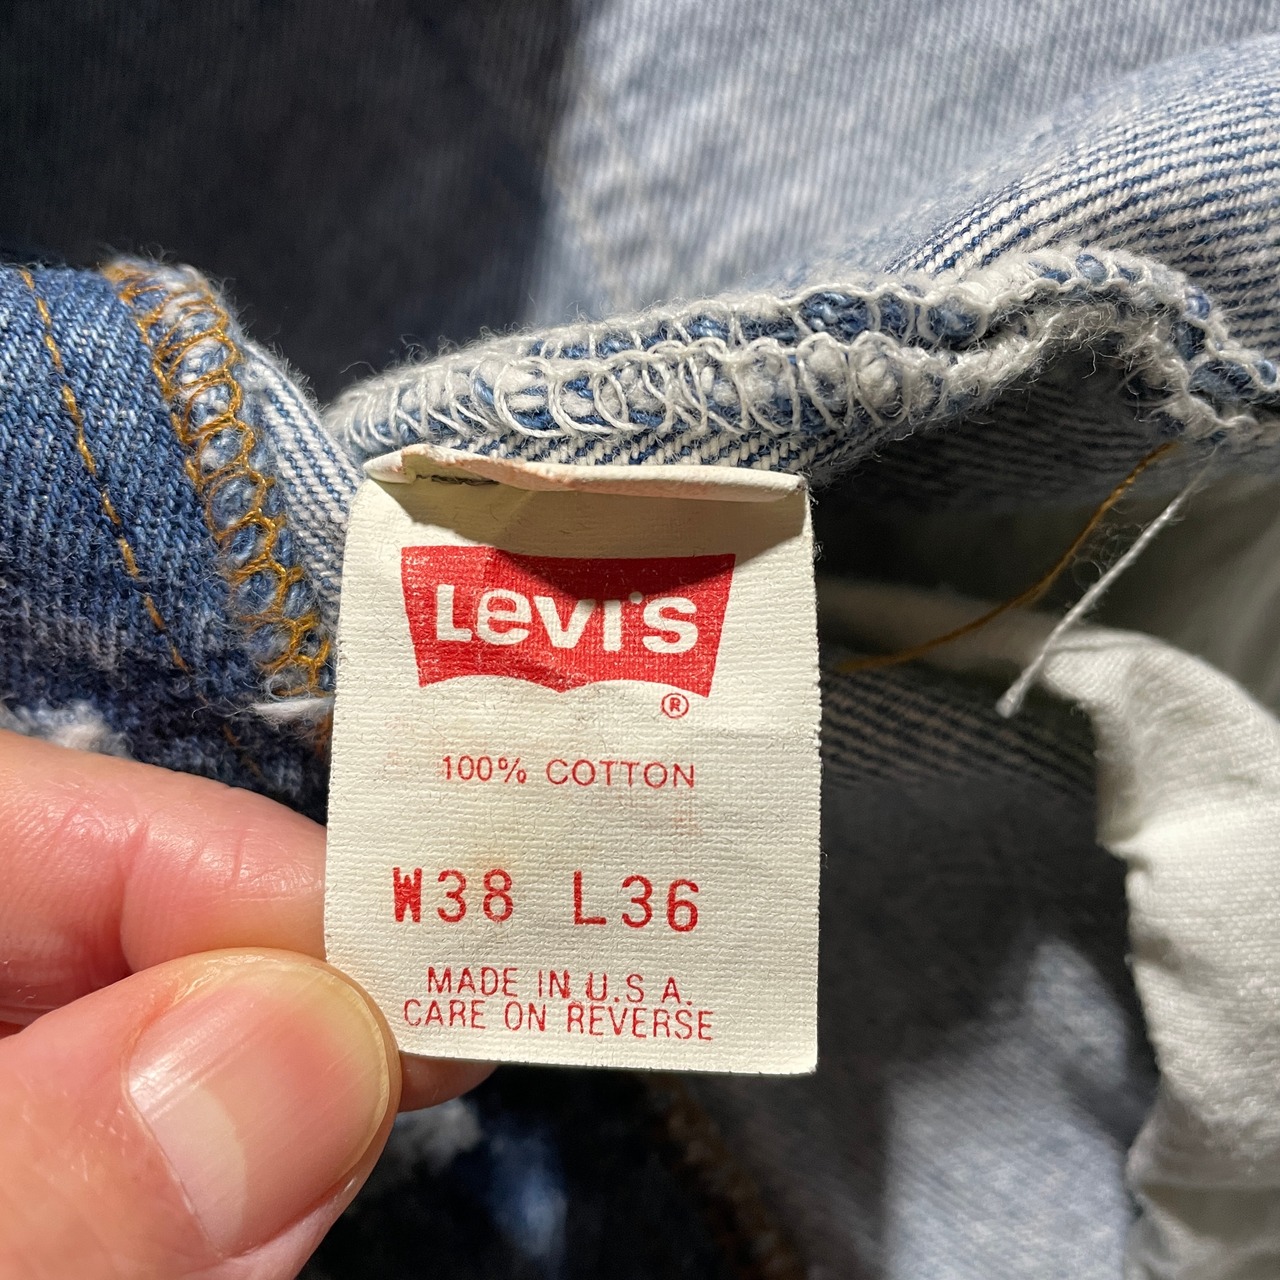 LEVI'S
®
100% COTTON
W38 L36
MADE IN U.S A.
CARE ON REVERSE